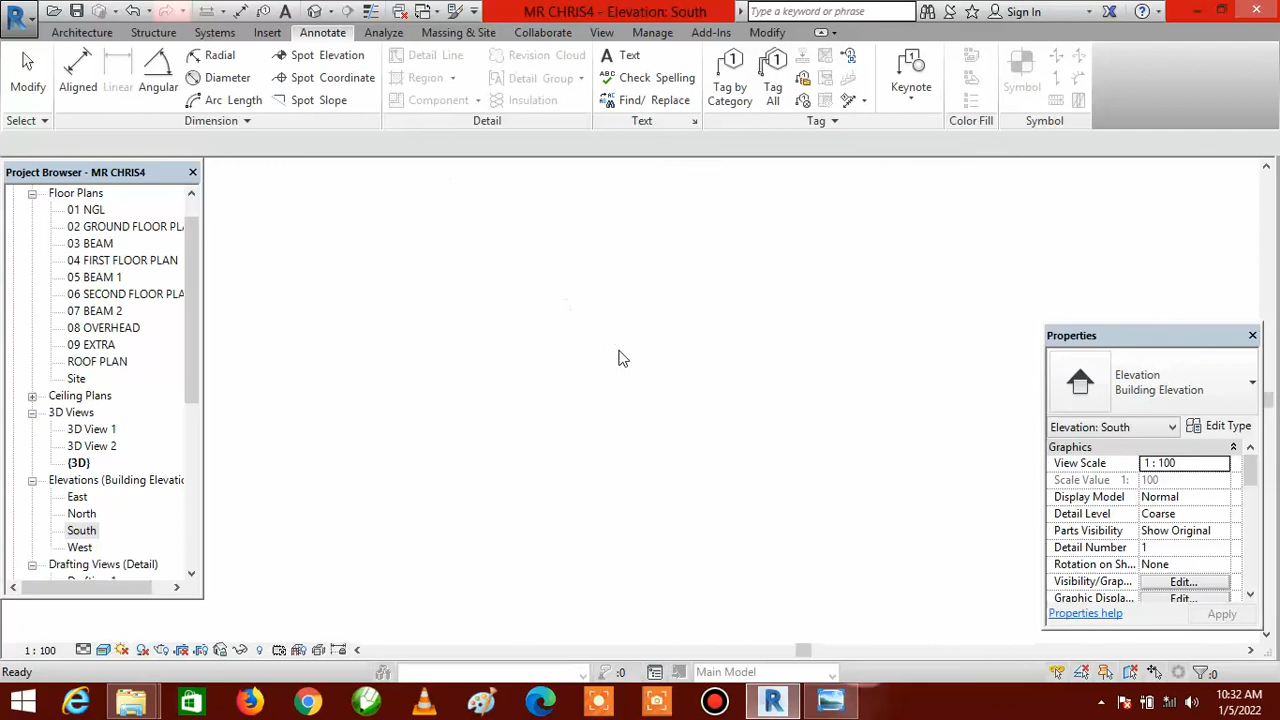 MR CHRIS4 - Elevation: South
Type a keyword or phrase
Sign In
Architecture Structure Systems Insert Annotate Analyze Massing & Site Collaborate View Manage Add-Ins Modify
Modify
Select
Aligned
Linear
Angular
Radial
Diameter
Arc Length
Spot Elevation
Spot Coordinate
Spot Slope
Dimension
Detail Line
Region
Component
Revision Cloud
Detail Group
Insulation
Detail
Text
Check Spelling
Find/ Replace
Text
Tag by
Category
Tag
All
Tag
Keynote
Color Fill
Symbol
Symbol
Project Browser - MR CHRIS4
Floor Plans
01 NGL
02 GROUND FLOOR PL
03 BEAM
04 FIRST FLOOR PLAN
05 BEAM 1
06 SECOND FLOOR PLA
07 BEAM 2
08 OVERHEAD
09 EXTRA
ROOF PLAN
Site
Ceiling Plans
3D Views
3D View 1
3D View 2
{3D}
Elevations (Building Elevatio
East
North
South
West
Drafting Views (Detail)
Properties
Elevation
Building Elevation
Elevation: South
Edit Type
Graphics
View Scale 1 : 100
Scale Value 1: 100
Display Model Normal
Detail Level Coarse
Parts Visibility Show Original
Detail Number 1
Rotation on Sh... None
Visibility/Grap... Edit...
Graphic Displa... Edit...
Properties help
Apply
1 : 100
Ready
:0
Main Model
:0
10:32 AM
1/5/2022